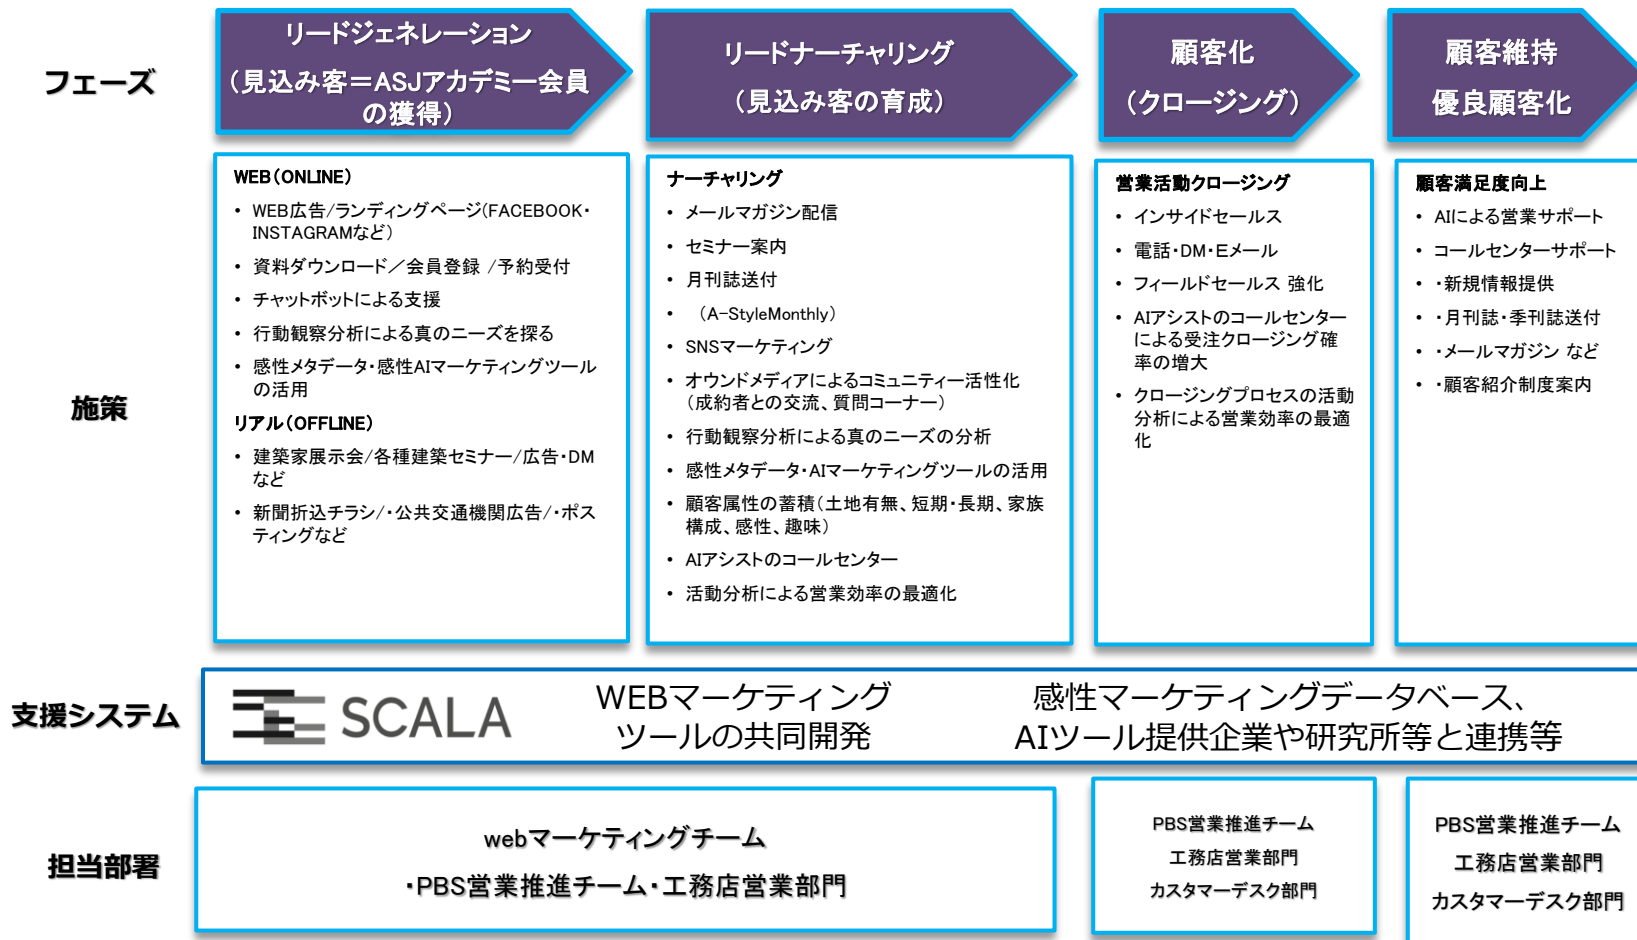 フェーズ
リードジェネレーション
（見込み客＝ASJアカデミー会員
の獲得）
リードナーチャリング
（見込み客の育成）
顧客化
（クロージング）
顧客維持
優良顧客化
施策
WEB（ONLINE）
• WEB広告/ランディングページ(FACEBOOK・
INSTAGRAMなど）
• 資料ダウンロード／会員登録 /予約受付
• チャットボットによる支援
• 行動観察分析による真のニーズを探る
• 感性メタデータ・感性AIマーケティングツール
の活用
リアル（OFFLINE）
• 建築家展示会/各種建築セミナー/広告・DM
など
• 新聞折込チラシ/・公共交通機関広告/・ポス
ティングなど
ナーチャリング
• メールマガジン配信
• セミナー案内
• 月刊誌送付
• （A-StyleMonthly）
• SNSマーケティング
• オウンドメディアによるコミュニティー活性化
（成約者との交流、質問コーナー）
• 行動観察分析による真のニーズの分析
• 感性メタデータ・AIマーケティングツールの活用
• 顧客属性の蓄積（土地有無、短期・長期、家族
構成、感性、趣味）
• AIアシストのコールセンター
• 活動分析による営業効率の最適化
営業活動クロージング
• インサイドセールス
• 電話・DM・Eメール
• フィールドセールス 強化
• AIアシストのコールセンター
による受注クロージング確
率の増大
• クロージングプロセスの活動
分析による営業効率の最適
化
顧客満足度向上
• AIによる営業サポート
• コールセンターサポート
• ・新規情報提供
• ・月刊誌・季刊誌送付
• ・メールマガジン など
• ・顧客紹介制度案内
支援システム
SCALA
WEBマーケティング
ツールの共同開発
感性マーケティングデータベース、
AIツール提供企業や研究所等と連携等
担当部署
webマーケティングチーム
・PBS営業推進チーム・工務店営業部門
PBS営業推進チーム
工務店営業部門
カスタマーデスク部門
PBS営業推進チーム
工務店営業部門
カスタマーデスク部門